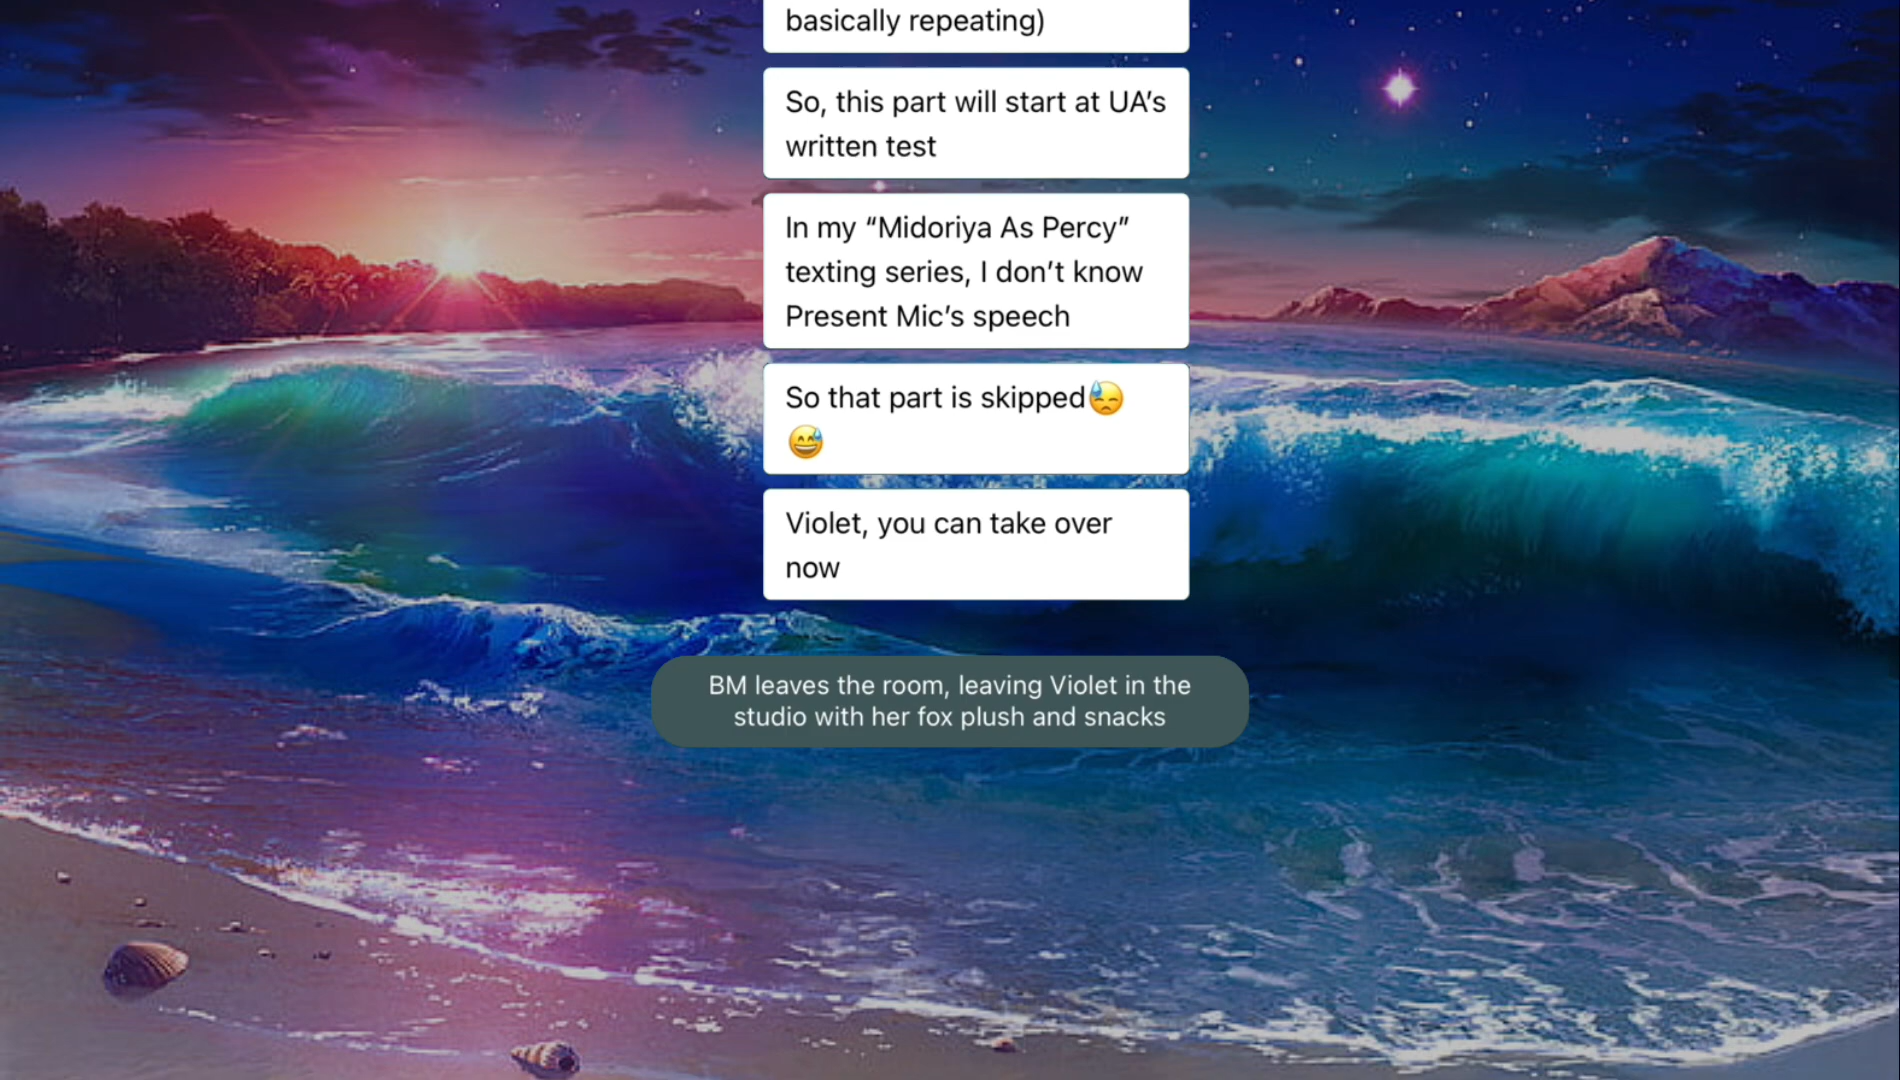 basically repeating)
So, this part will start at UA’s
written test
In my “Midoriya As Percy”
texting series, I don’t know
Present Mic’s speech
So that part is skipped😓
😅
Violet, you can take over
now
BM leaves the room, leaving Violet in the
studio with her fox plush and snacks